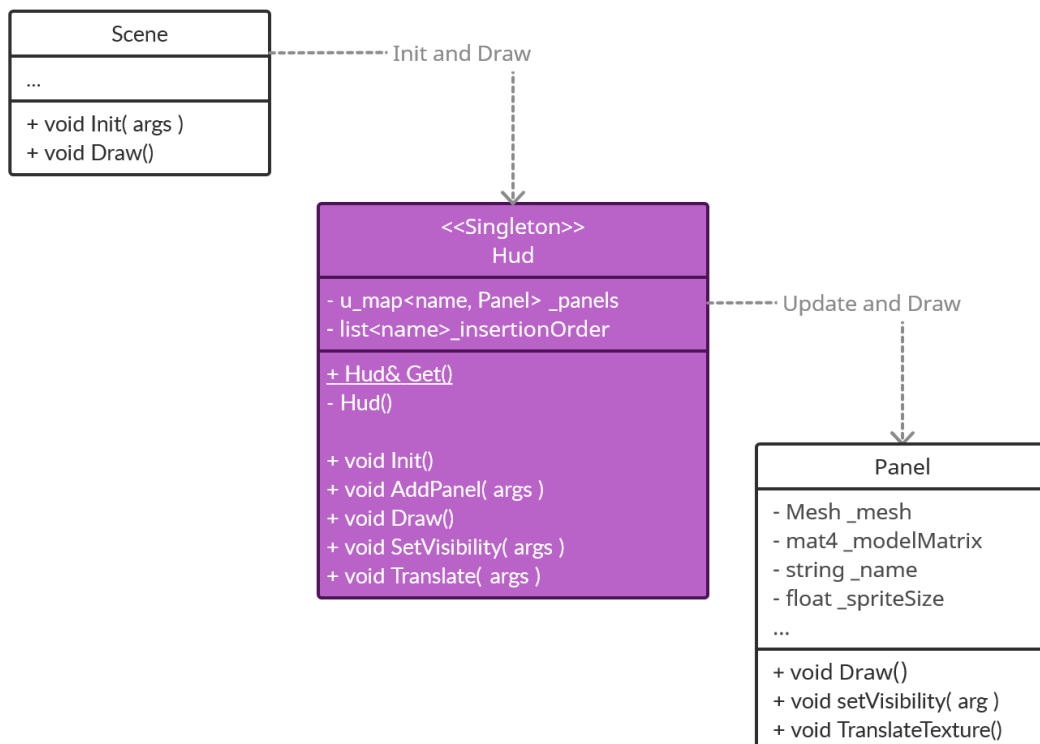 Scene
...
+ void Init( args )
+ void Draw()
Init and Draw
<<Singleton>>
Hud
- u_map<name, Panel> _panels
- list<name>_insertionOrder
+ Hud& Get()
- Hud()
+ void Init()
+ void AddPanel( args )
+ void Draw()
+ void SetVisibility( args )
+ void Translate( args )
Update and Draw
Panel
- Mesh _mesh
- mat4 _modelMatrix
- string _name
- float _spriteSize
...
+ void Draw()
+ void setVisibility( arg )
+ void TranslateTexture()